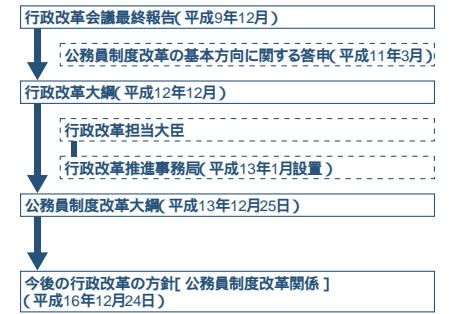 行政改革会議最終報告(平成9年12月)
公務員制度改革の基本方向に関する答申(平成11年3月)
行政改革大綱(平成12年12月)
行政改革担当大臣
行政改革推進事務局(平成13年1月設置)
公務員制度改革大綱(平成13年12月25日)
今後の行政改革の方針[公務員制度改革関係]
(平成16年12月24日)